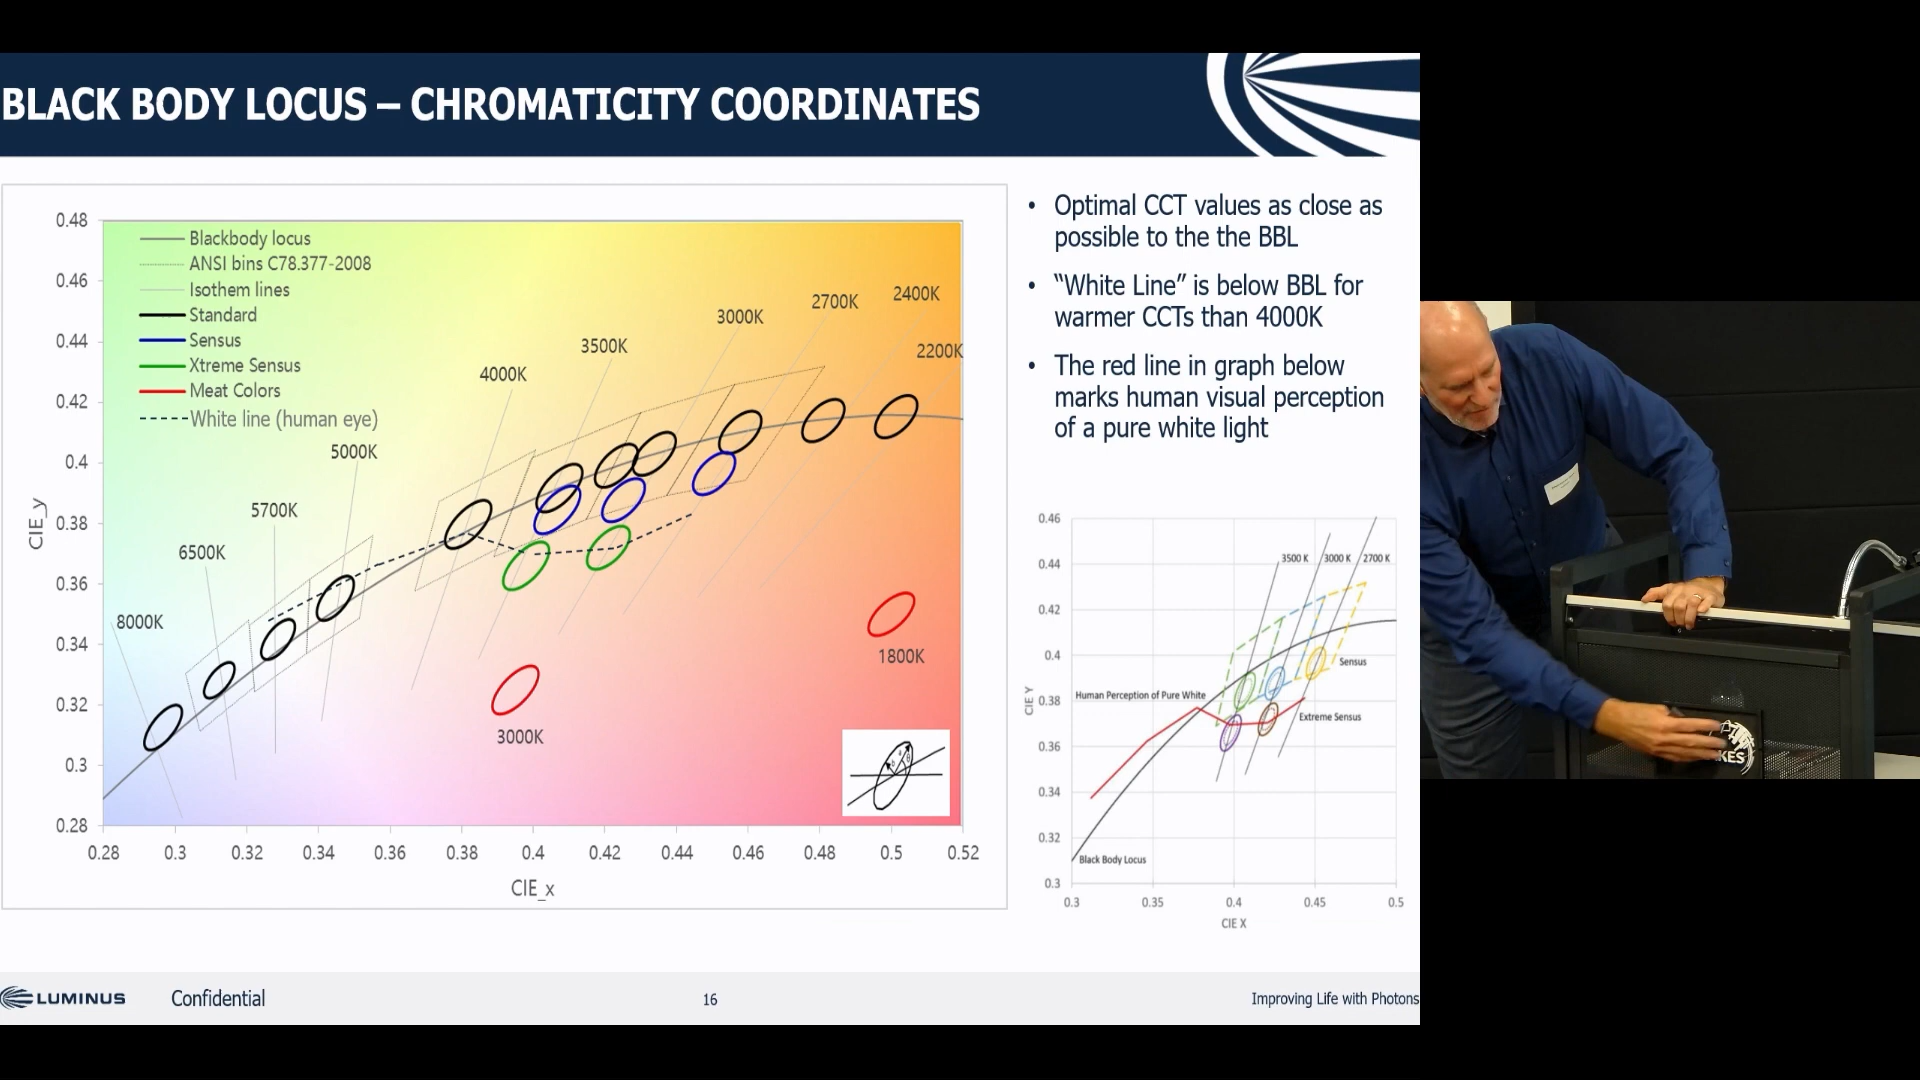 BLACK BODY LOCUS – CHROMATICITY COORDINATES
0.48
0.46
0.44
0.42
0.4
0.38
0.36
0.34
0.32
0.3
0.28
CIE_y
Blackbody locus
ANSI bins C78.377-2008
Isothem lines
Standard
Sensus
Xtreme Sensus
Meat Colors
White line (human eye)
8000K
6500K
5700K
5000K
4000K
3500K
3000K
2700K
2400K
2200K
1800K
3000K
0.28 0.3 0.32 0.34 0.36 0.38 0.4 0.42 0.44 0.46 0.48 0.5 0.52
CIE_x
• Optimal CCT values as close as
possible to the the BBL
• “White Line” is below BBL for
warmer CCTs than 4000K
• The red line in graph below
marks human visual perception
of a pure white light
0.46
0.44
0.42
0.4
0.38
0.36
0.34
0.32
0.3
CIE Y
3500 K 3000 K 2700 K
Sensus
Human Perception of Pure White
Extreme Sensus
Black Body Locus
0.3 0.35 0.4 0.45 0.5
CIE X
LUMINUS
Confidential
16
Improving Life with Photons